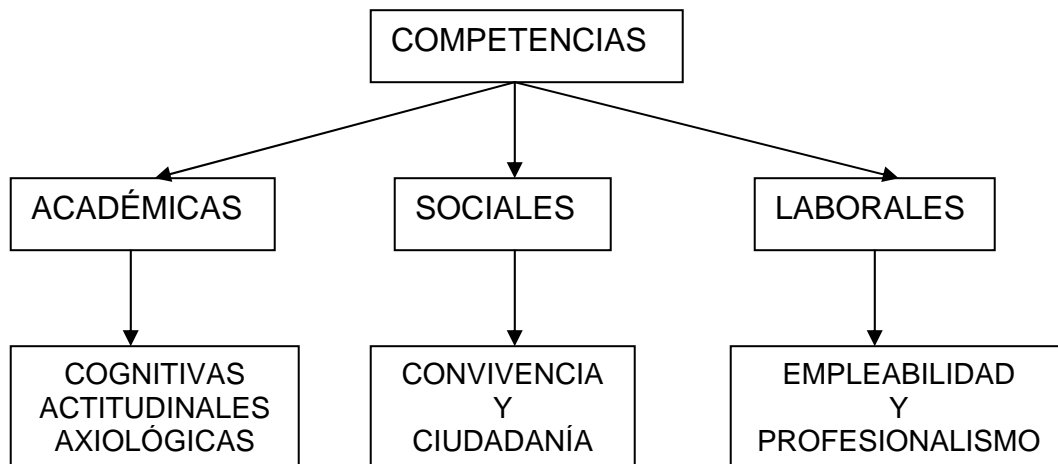 COMPETENCIAS
ACADÉMICAS
SOCIALES
LABORALES
COGNITIVAS
ACTITUDINALES
AXIOLÓGICAS
CONVIVENCIA
Y
CIUDADANÍA
EMPLEABILIDAD
Y
PROFESIONALISMO